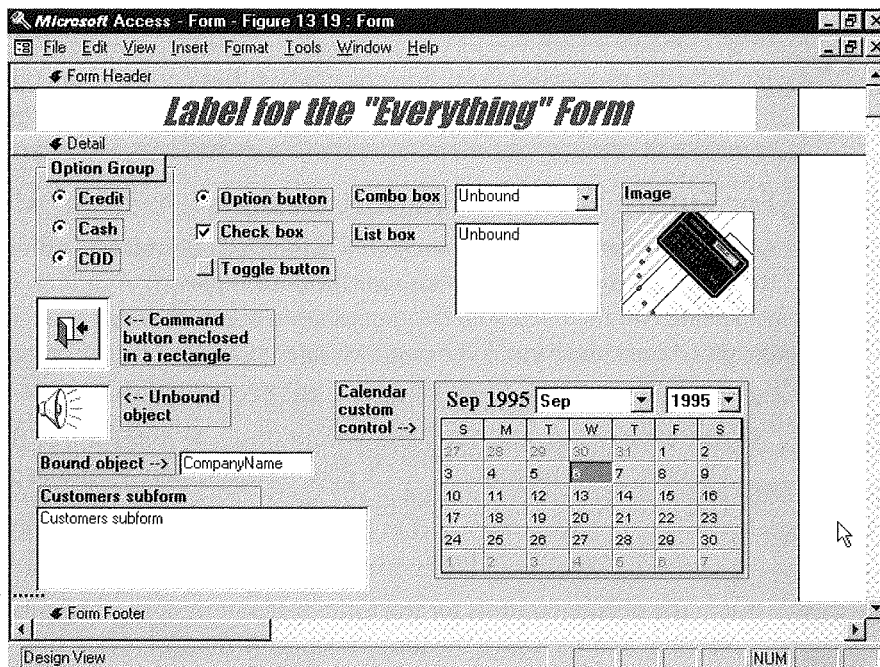 Microsoft Access - Form - Figure 13 19 : Form
File Edit View Insert Format Tools Window Help
Form Header
Label for the "Everything" Form
Detail
Option Group
Credit
Cash
COD
Option button
Check box
Toggle button
Combo box
Unbound
List box
Unbound
Image
<-- Command
button enclosed
in a rectangle
<-- Unbound
object
Bound object --> CompanyName
Customers subform
Customers subform
Calendar
custom
control -->
Sep 1995 Sep 1995
S M T W T F S
27 28 29 30 31 1 2
3 4 5 6 7 8 9
10 11 12 13 14 15 16
17 18 19 20 21 22 23
24 25 26 27 28 29 30
1 2 3 4 5 6 7
Form Footer
Design View NUM